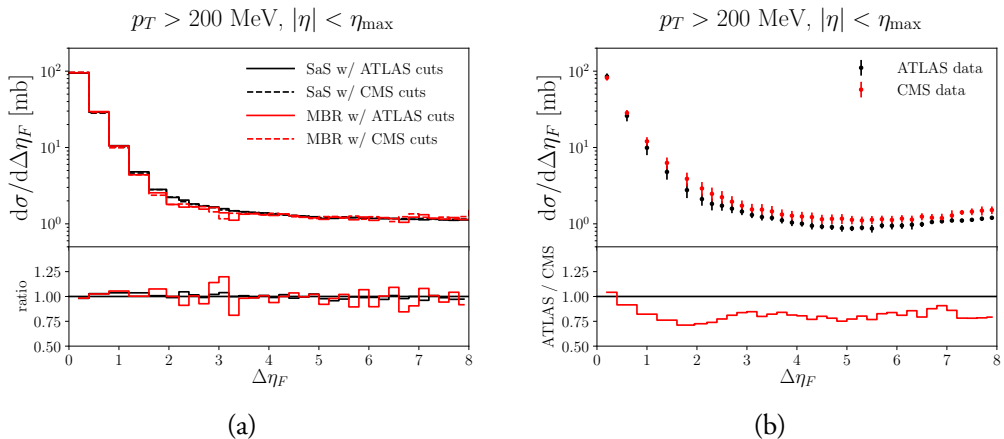 p_T > 200 MeV, |η| < η_max
dσ/dΔη_F [mb]
10^2
10^1
10^0
SaS w/ ATLAS cuts
SaS w/ CMS cuts
MBR w/ ATLAS cuts
MBR w/ CMS cuts
ratio
1.25
1.00
0.75
0.50
0 1 2 3 4 5 6 7 8
Δη_F
(a)
p_T > 200 MeV, |η| < η_max
dσ/dΔη_F [mb]
10^2
10^1
10^0
ATLAS data
CMS data
ATLAS / CMS
1.25
1.00
0.75
0.50
0 1 2 3 4 5 6 7 8
Δη_F
(b)